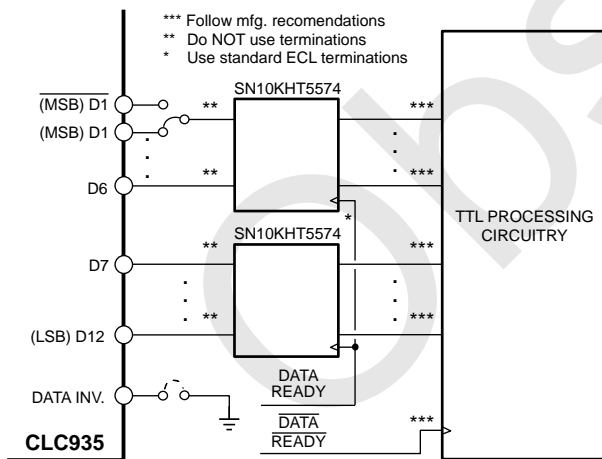 *** Follow mfg. recomendations
** Do NOT use terminations
* Use standard ECL terminations
SN10KHT5574
(MSB) D1
** ***
(MSB) D1
D6
** ***
*
TTL PROCESSING
CIRCUITRY
SN10KHT5574
D7
** ***
(LSB) D12
** ***
DATA
READY
DATA INV.
DATA
READY
***
CLC935
Obs